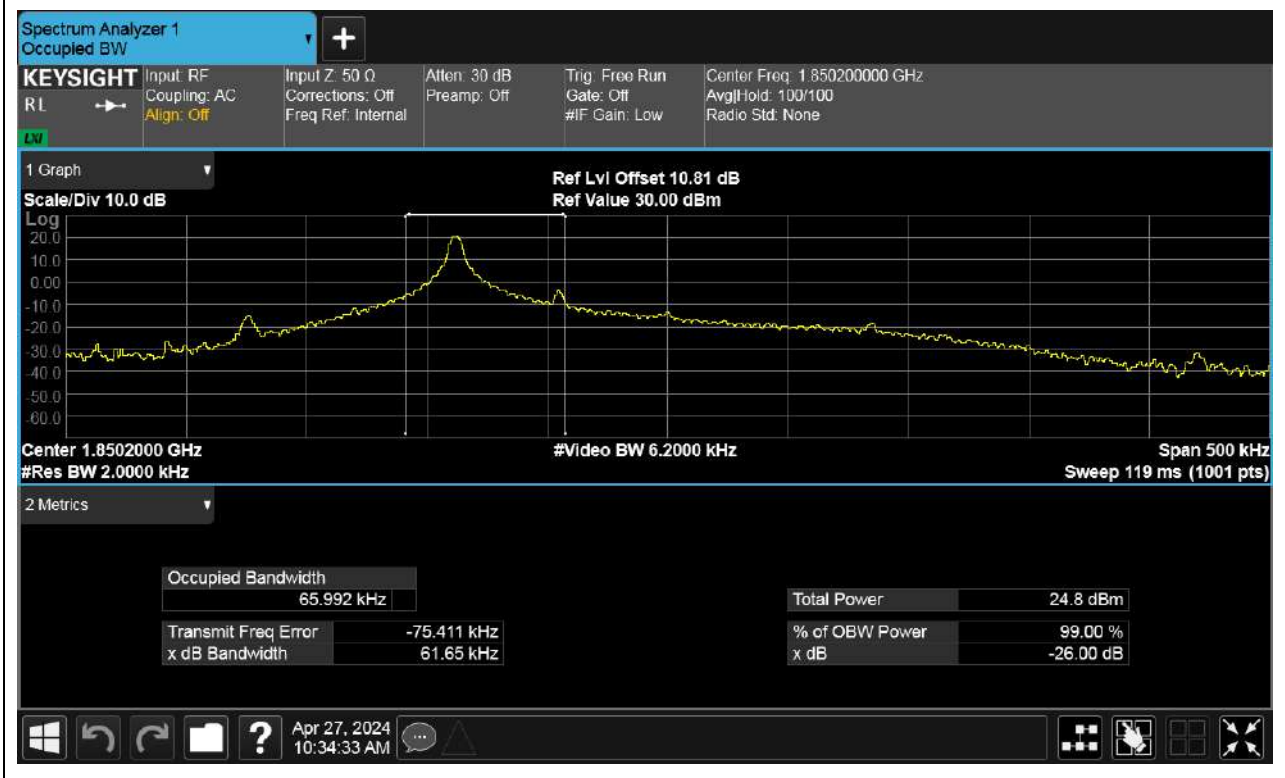 Spectrum Analyzer 1
Occupied BW
+
KEYSIGHT
RL
LXI
Input: RF
Coupling: AC
Align: Off
Input Z: 50 Ω
Corrections: Off
Freq Ref: Internal
Atten: 30 dB
Preamp: Off
Trig: Free Run
Gate: Off
#IF Gain: Low
Center Freq: 1.850200000 GHz
Avg|Hold: 100/100
Radio Std: None
1 Graph
Scale/Div 10.0 dB
Ref Lvl Offset 10.81 dB
Ref Value 30.00 dBm
Log
20.0
10.0
0.00
-10.0
-20.0
-30.0
-40.0
-50.0
-60.0
Center 1.8502000 GHz
#Res BW 2.0000 kHz
#Video BW 6.2000 kHz
Span 500 kHz
Sweep 119 ms (1001 pts)
2 Metrics
Occupied Bandwidth
65.992 kHz
Transmit Freq Error -75.411 kHz
x dB Bandwidth 61.65 kHz
Total Power 24.8 dBm
% of OBW Power 99.00 %
x dB -26.00 dB
?
Apr 27, 2024
10:34:33 AM